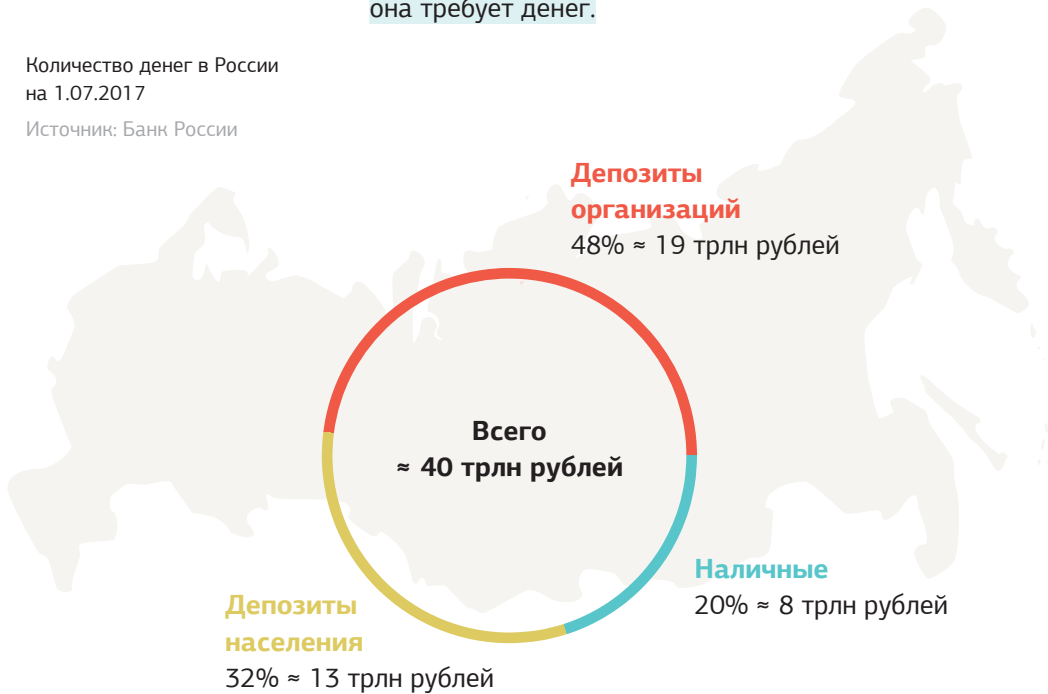 она требует денег.
Количество денег в России
на 1.07.2017
Источник: Банк России
Депозиты
организаций
48% ≈ 19 трлн рублей
Всего
≈ 40 трлн рублей
Наличные
20% ≈ 8 трлн рублей
Депозиты
населения
32% ≈ 13 трлн рублей